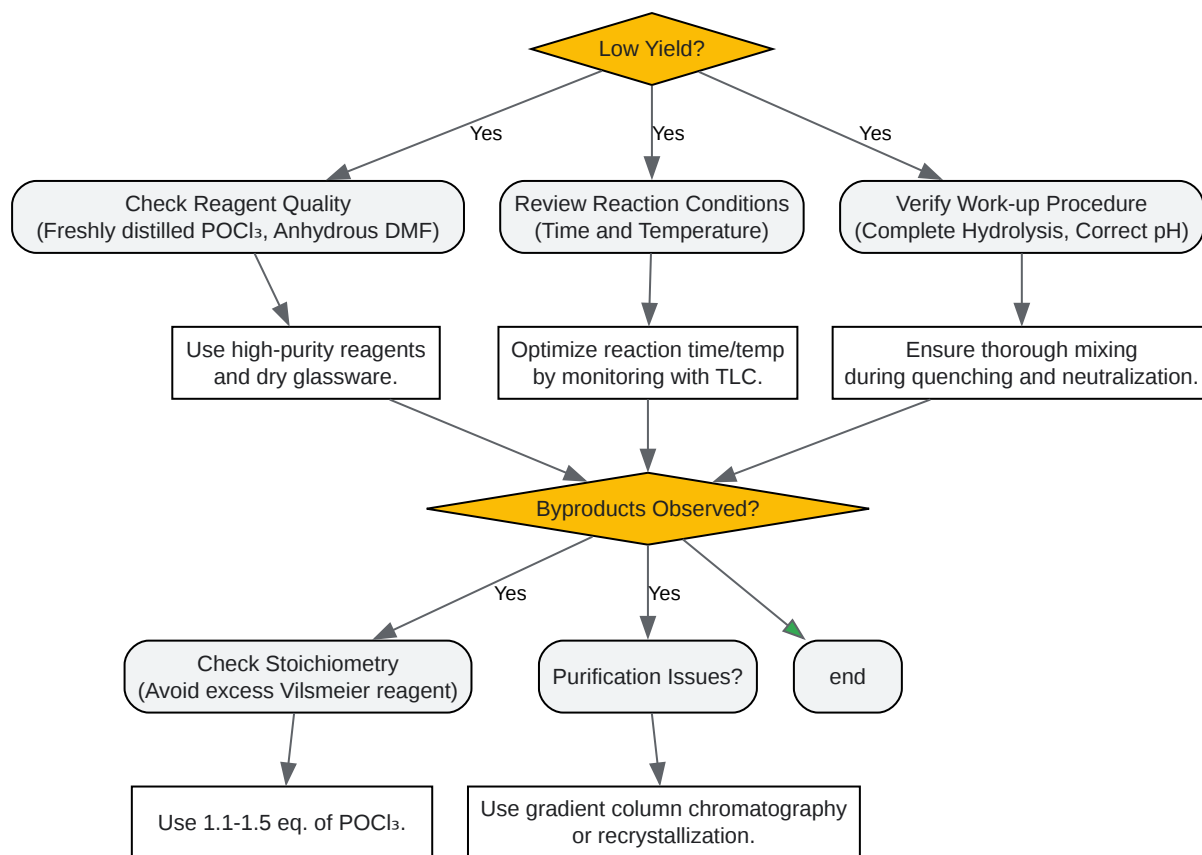 Low Yield?
Yes
Yes
Yes
Check Reagent Quality
(Freshly distilled POCl₃, Anhydrous DMF)
Review Reaction Conditions
(Time and Temperature)
Verify Work-up Procedure
(Complete Hydrolysis, Correct pH)
Use high-purity reagents
and dry glassware.
Optimize reaction time/temp
by monitoring with TLC.
Ensure thorough mixing
during quenching and neutralization.
Byproducts Observed?
Yes
Yes
Check Stoichiometry
(Avoid excess Vilsmeier reagent)
Purification Issues?
end
Use 1.1-1.5 eq. of POCl₃.
Use gradient column chromatography
or recrystallization.